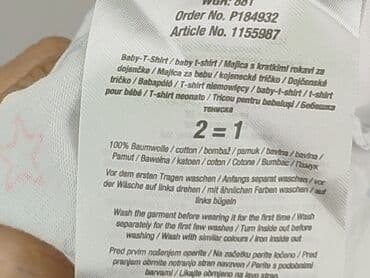 WGR: 881
Order No. P184932
Article No. 1155987
Baby-T-Shirt / baby t-shirt / Majica s kratkimi rokavi za
dojenčke / Majica za bebu / kojenecké tričko / Dojčenské
tričko / Babapóló / T-shirt niemowlęcy / baby-t-shirt / t-shirt
pour bébé / T-shirt neonato / Tricou pentru bebeluși / Бебешка
тениска
2 = 1
100% Baumwolle / cotton / bombaž / pamuk / bavlna / bavlna /
Pamut / Bawełna / katoen / coton / Cotone / Bumbac / Памук
Vor dem ersten Tragen waschen / Anfangs separat waschen / vor
der Wäsche auf links drehen / mit ähnlichen Farben waschen / auf
links bügeln
Wash the garment before wearing it for the first time / Wash
separately for the first few washes / Turn inside out before
washing / Wash with similar colours / Iron inside out
Pred prvim nošenjem operite / Na začetku perite ločeno / Pred
pranjem obrnite notranjo stran navzven / Perite s podobnimi
barvami / Likajte obrnjeno na levo stran